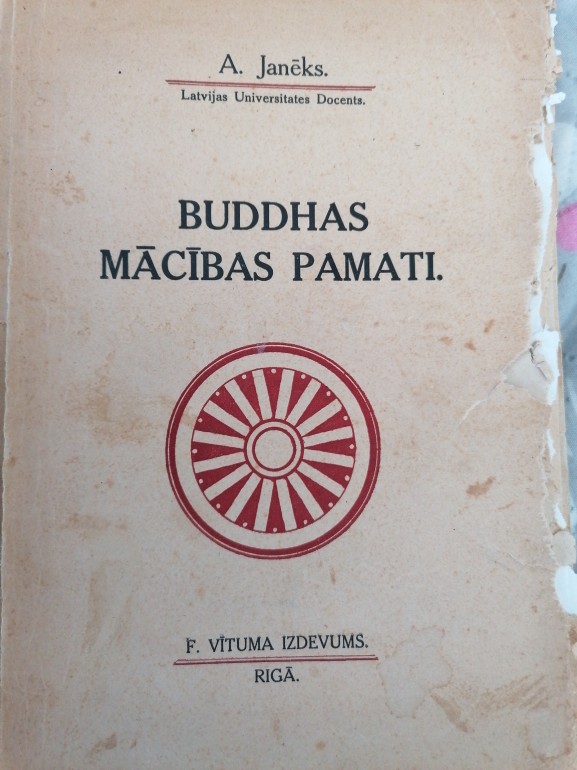 A. Janēks.
Latvijas Universitates Docents.
BUDDHAS
MĀCĪBAS PAMATI.
F. VĪTUMA IZDEVUMS.
RIGĀ.